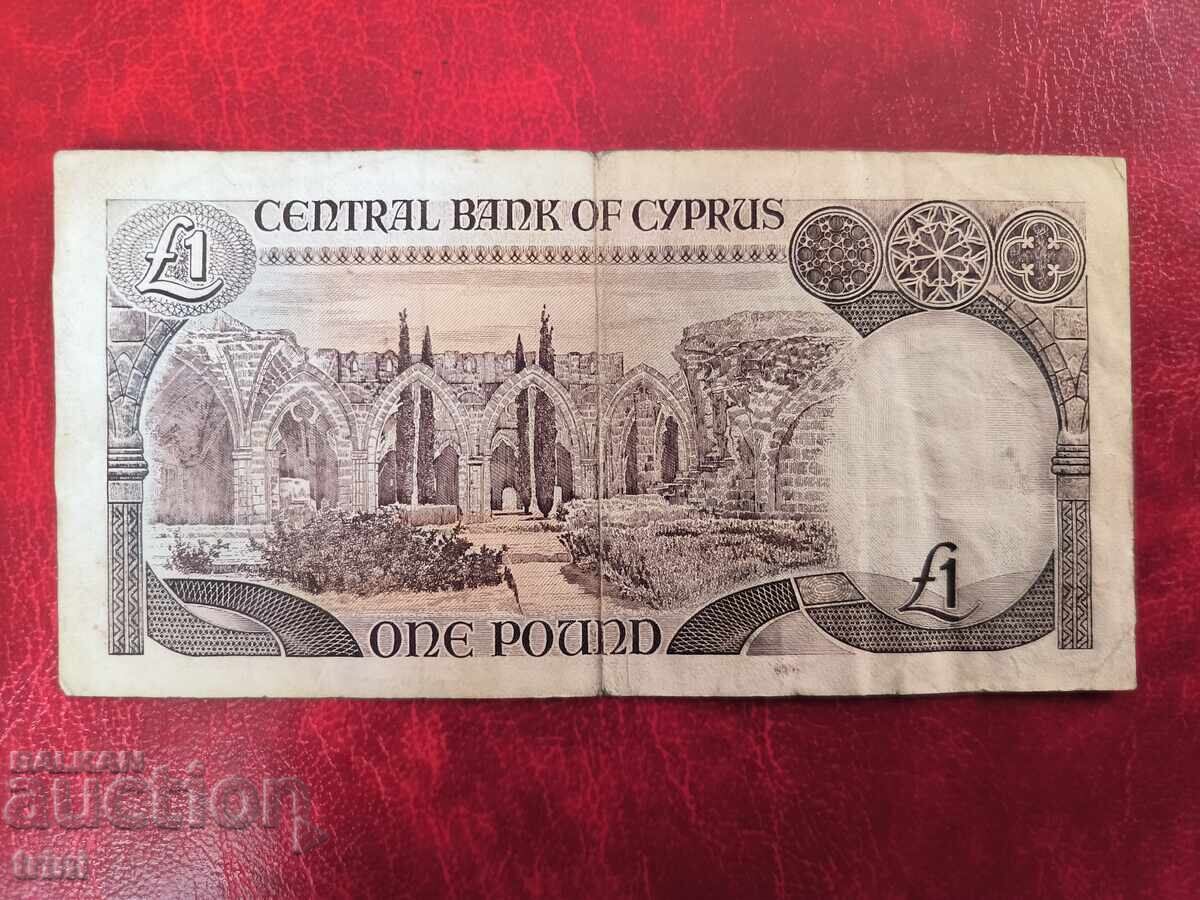 CENTRAL BANK OF CYPRUS
£1
£1
ONE POUND
BALKAN
auction
trini